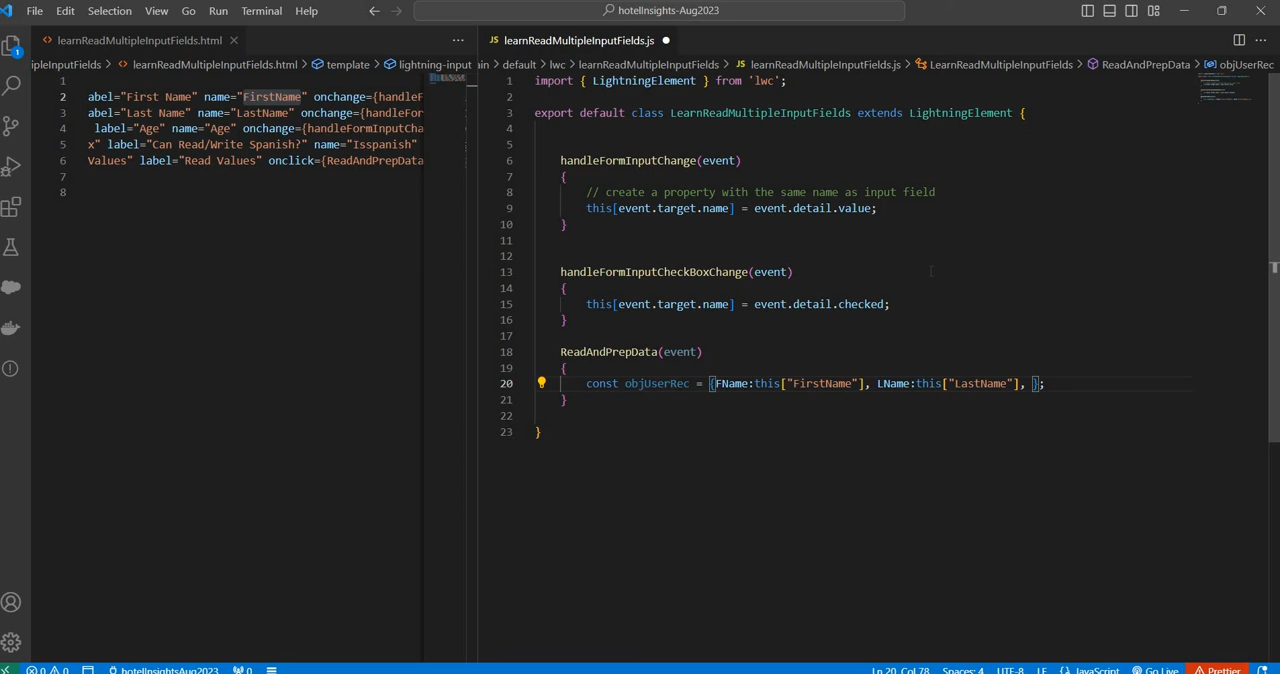 File Edit Selection View Go Run Terminal Help
hotelInsights-Aug2023
learnReadMultipleInputFields.html
iipleInputFields > learnReadMultipleInputFields.html > template > lightning-input
1
2 abel="First Name" name="FirstName" onchange={handleF
3 abel="Last Name" name="LastName" onchange={handleFor
4 label="Age" name="Age" onchange={handleFormInputCha
5 x" label="Can Read/Write Spanish?" name="Isspanish"
6 Values" label="Read Values" onclick={ReadAndPrepData
7
8
JS learnReadMultipleInputFields.js
ain > default > lwc > learnReadMultipleInputFields > JS learnReadMultipleInputFields.js > LearnReadMultipleInputFields > ReadAndPrepData > objUserRec
1 import { LightningElement } from 'lwc';
2
3 export default class LearnReadMultipleInputFields extends LightningElement {
4
5
6 handleFormInputChange(event)
7 {
8 // create a property with the same name as input field
9 this[event.target.name] = event.detail.value;
10 }
11
12
13 handleFormInputCheckBoxChange(event)
14 {
15 this[event.target.name] = event.detail.checked;
16 }
17
18 ReadAndPrepData(event)
19 {
20 const objUserRec = {FName:this["FirstName"], LName:this["LastName"], };
21 }
22
23 }
1
0 0 hotelInsightsAug2023 0 Ln 20, Col 78 Spaces: 4 UTF-8 LF {} JavaScript Go Live Prettier